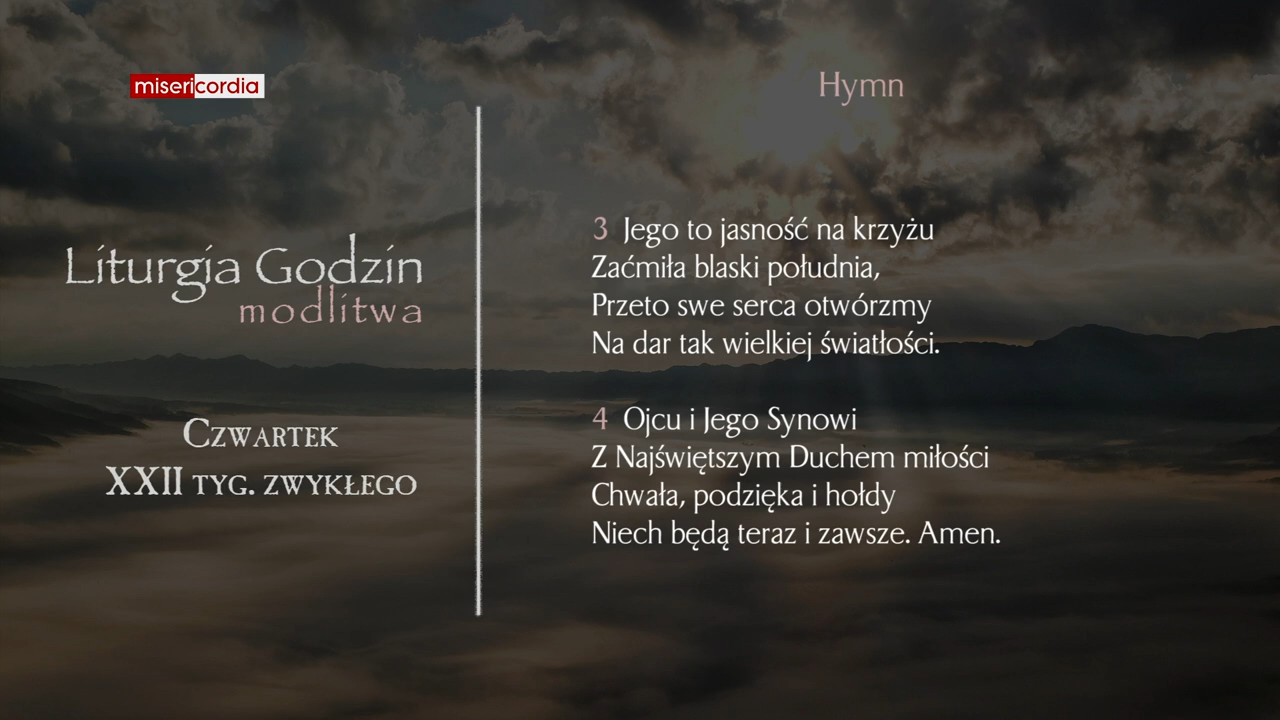 misericordia
Liturgia Godzin
modlitwa
Czwartek
XXII tyg. zwykłego
Hymn
3 Jego to jasność na krzyżu
Zaćmiła blaski południa,
Przeto swe serca otwórzmy
Na dar tak wielkiej światłości.
4 Ojcu i Jego Synowi
Z Najświętszym Duchem miłości
Chwała, podzięka i hołdy
Niech będą teraz i zawsze. Amen.